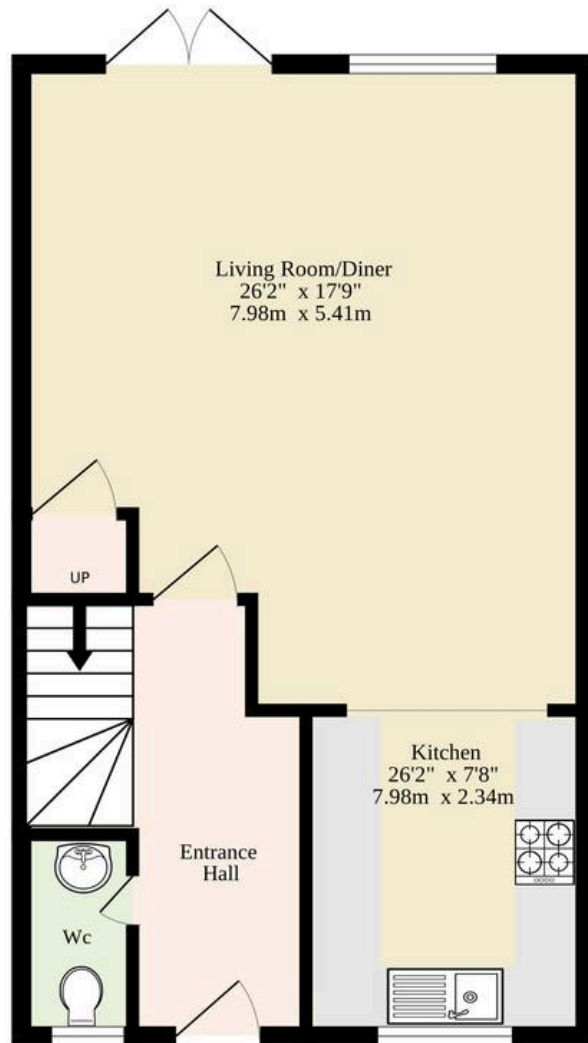 Living Room/Diner
26'2" x 17'9"
7.98m x 5.41m
UP
Kitchen
26'2" x 7'8"
7.98m x 2.34m
Entrance
Hall
Wc